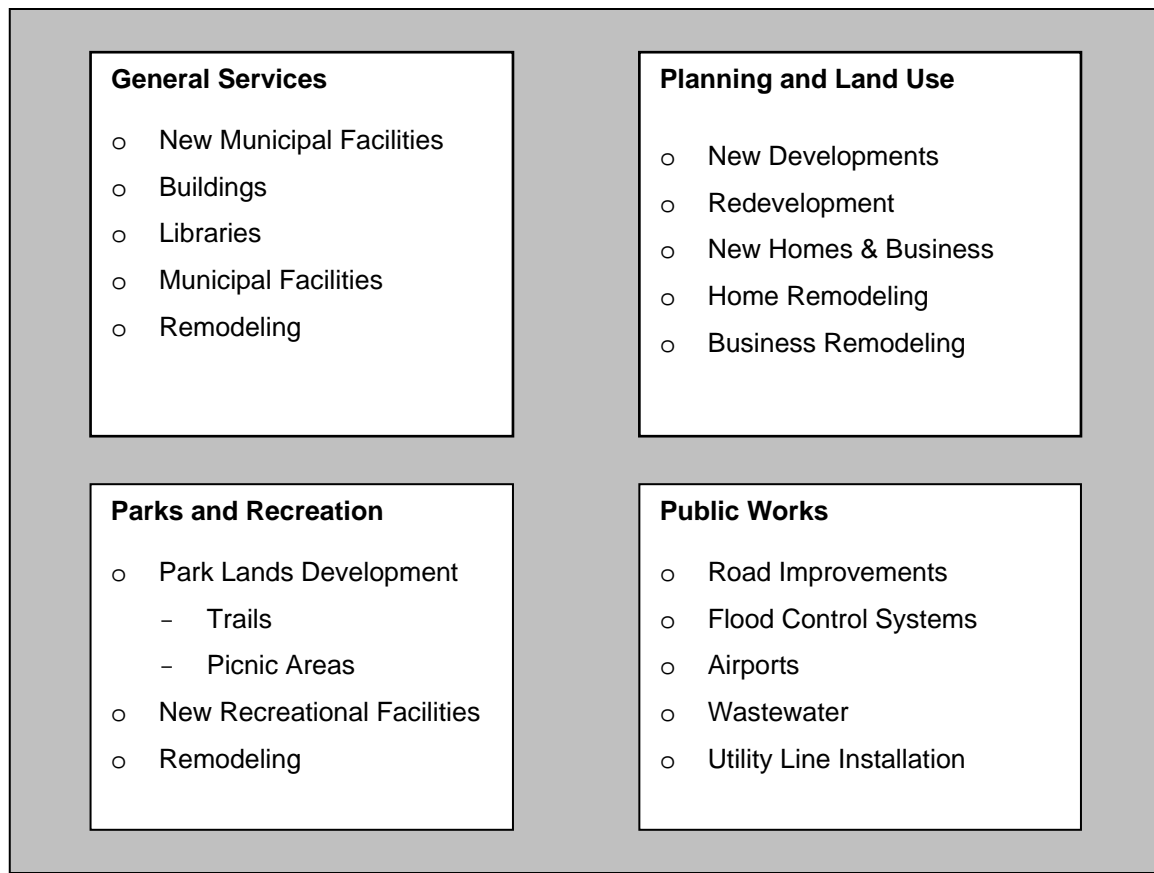 General Services
o New Municipal Facilities
o Buildings
o Libraries
o Municipal Facilities
o Remodeling
Planning and Land Use
o New Developments
o Redevelopment
o New Homes & Business
o Home Remodeling
o Business Remodeling
Parks and Recreation
o Park Lands Development
– Trails
– Picnic Areas
o New Recreational Facilities
o Remodeling
Public Works
o Road Improvements
o Flood Control Systems
o Airports
o Wastewater
o Utility Line Installation